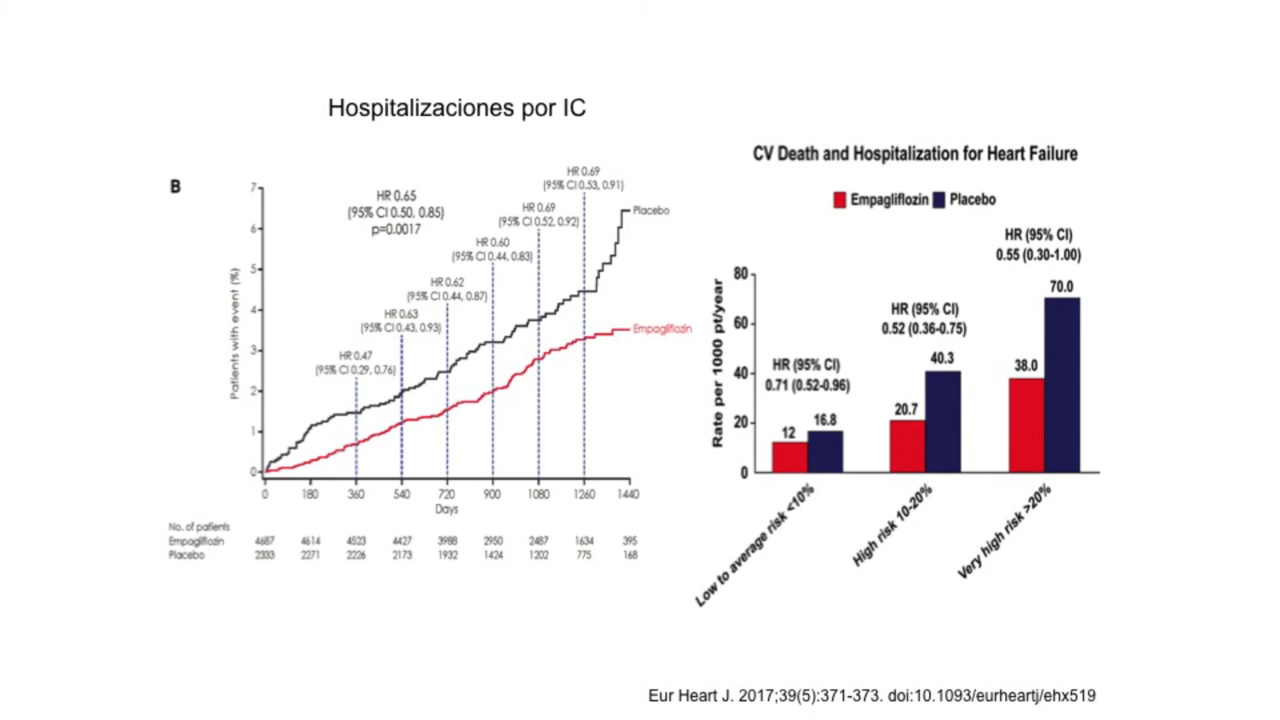 Hospitalizaciones por IC
B
HR 0.65
(95% CI 0.50, 0.85)
p=0.0017
HR 0.47
(95% CI 0.29, 0.76)
HR 0.63
(95% CI 0.43, 0.93)
HR 0.62
(95% CI 0.44, 0.87)
HR 0.60
(95% CI 0.44, 0.83)
HR 0.69
(95% CI 0.52, 0.92)
HR 0.69
(95% CI 0.53, 0.91)
Placebo
Empagliflozin
Patients with event (%)
7
6
5
4
3
2
1
0
0 180 360 540 720 900 1080 1260 1440
Days
No. of patients
Empagliflozin 4687 4614 4523 4427 3988 2950 2487 1634 395
Placebo 2333 2271 2226 2173 1932 1424 1202 775 168
CV Death and Hospitalization for Heart Failure
Empagliflozin Placebo
Rate per 1000 pt/year
80
60
40
20
0
HR (95% CI)
0.71 (0.52-0.96)
12 16.8
HR (95% CI)
0.52 (0.36-0.75)
20.7 40.3
HR (95% CI)
0.55 (0.30-1.00)
38.0 70.0
Low to average risk <10%
High risk 10-20%
Very high risk >20%
Eur Heart J. 2017;39(5):371-373. doi:10.1093/eurheartj/ehx519